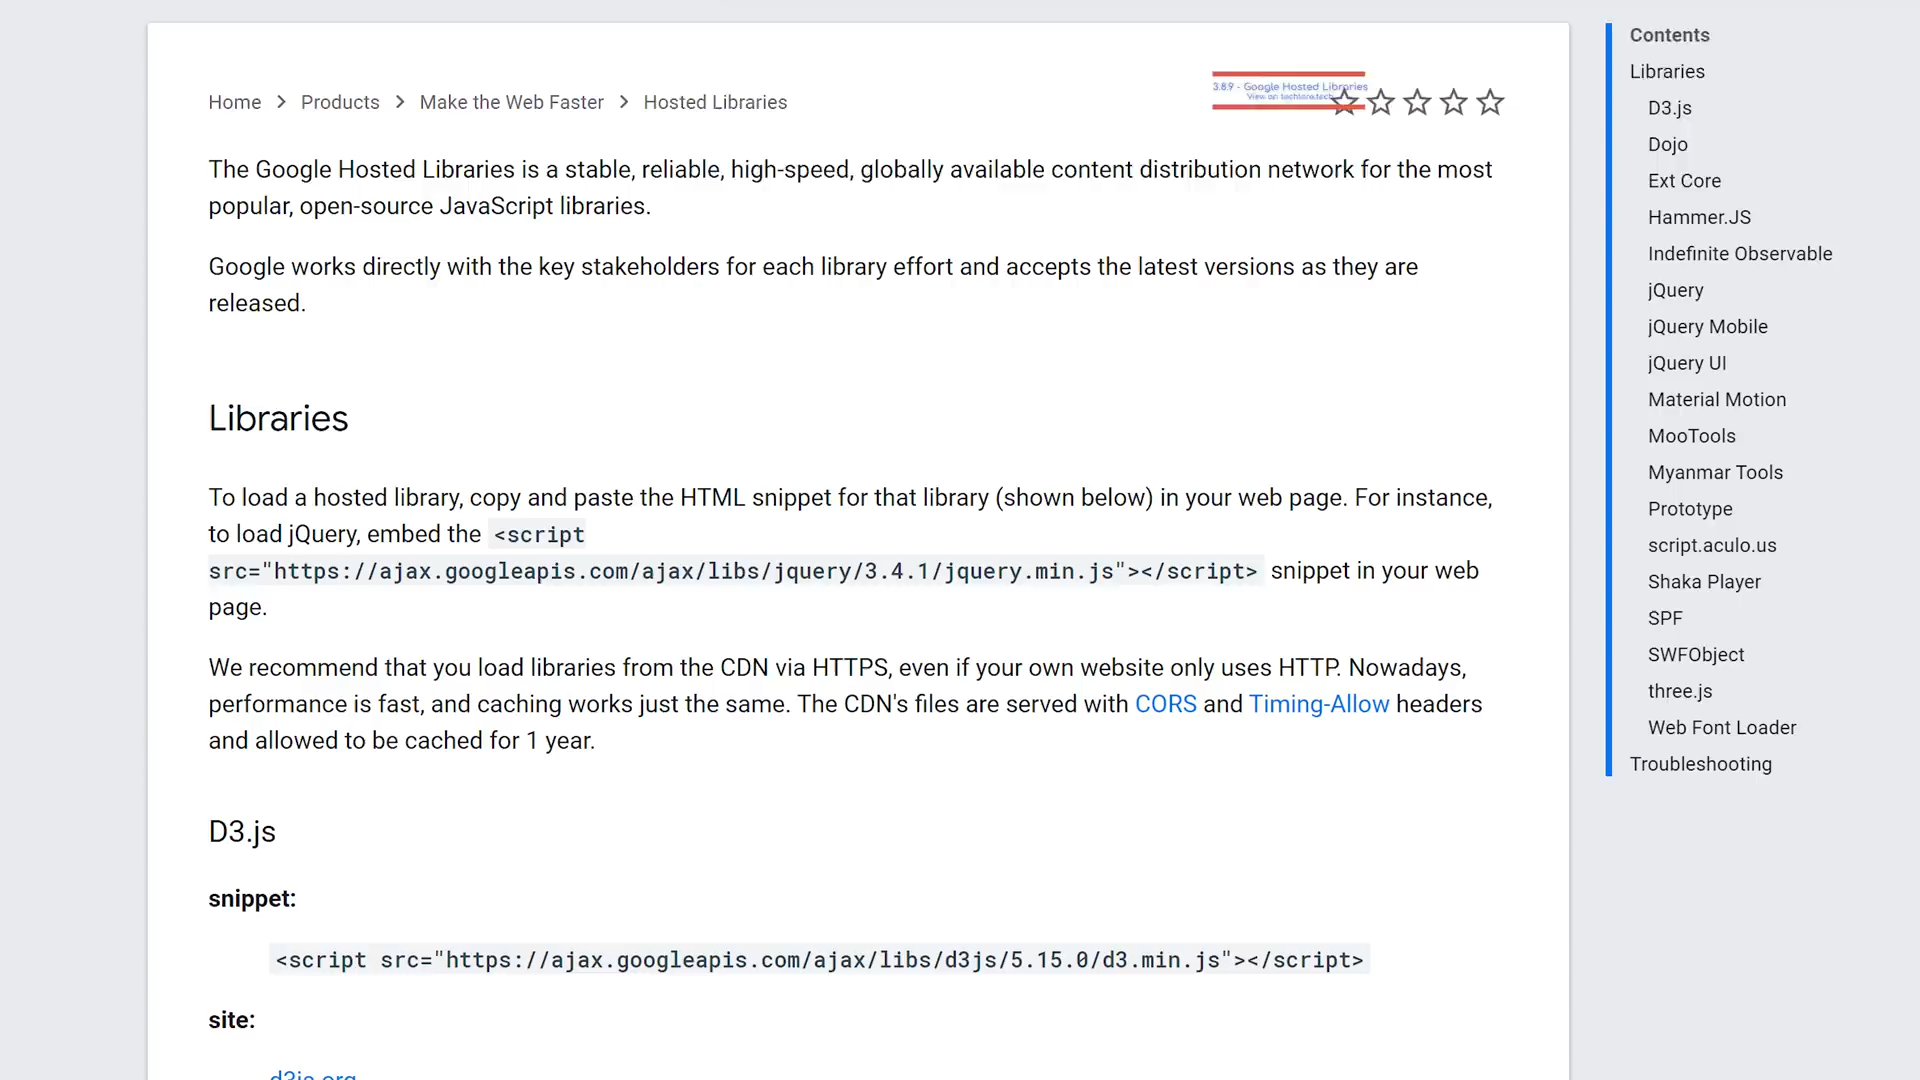 Home > Products > Make the Web Faster > Hosted Libraries
3.8.9 - Google Hosted Libraries
View on techlore.tech
The Google Hosted Libraries is a stable, reliable, high-speed, globally available content distribution network for the most
popular, open-source JavaScript libraries.
Google works directly with the key stakeholders for each library effort and accepts the latest versions as they are
released.
Libraries
To load a hosted library, copy and paste the HTML snippet for that library (shown below) in your web page. For instance,
to load jQuery, embed the <script
src="https://ajax.googleapis.com/ajax/libs/jquery/3.4.1/jquery.min.js"></script> snippet in your web
page.
We recommend that you load libraries from the CDN via HTTPS, even if your own website only uses HTTP. Nowadays,
performance is fast, and caching works just the same. The CDN's files are served with CORS and Timing-Allow headers
and allowed to be cached for 1 year.
D3.js
snippet:
<script src="https://ajax.googleapis.com/ajax/libs/d3js/5.15.0/d3.min.js"></script>
site:
d3js.org
Contents
Libraries
D3.js
Dojo
Ext Core
Hammer.JS
Indefinite Observable
jQuery
jQuery Mobile
jQuery UI
Material Motion
MooTools
Myanmar Tools
Prototype
script.aculo.us
Shaka Player
SPF
SWFObject
three.js
Web Font Loader
Troubleshooting